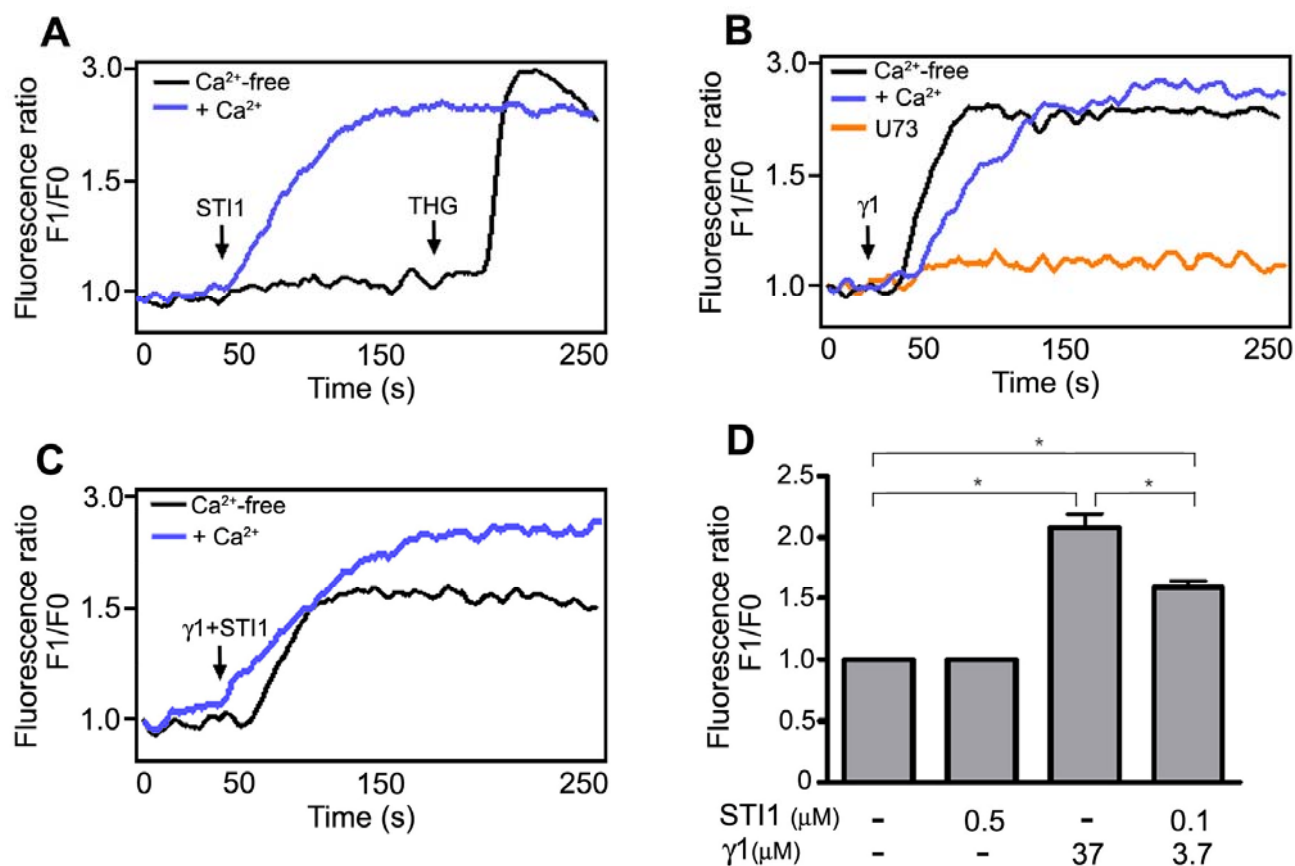 A
Fluorescence ratio
F1/F0
3.0
1.5
1.0
Ca²⁺-free
+ Ca²⁺
STI1
THG
0 50 150 250
Time (s)
B
Fluorescence ratio
F1/F0
3.0
1.5
1.0
Ca²⁺-free
+ Ca²⁺
U73
γ1
0 50 150 250
Time (s)
C
Fluorescence ratio
F1/F0
3.0
1.5
1.0
Ca²⁺-free
+ Ca²⁺
γ1+STI1
0 50 150 250
Time (s)
D
Fluorescence ratio
F1/F0
2.5
2.0
1.5
1.0
0.5
0
*
* *
STI1 (μM) - 0.5 - 0.1
γ1(μM) - - 37 3.7